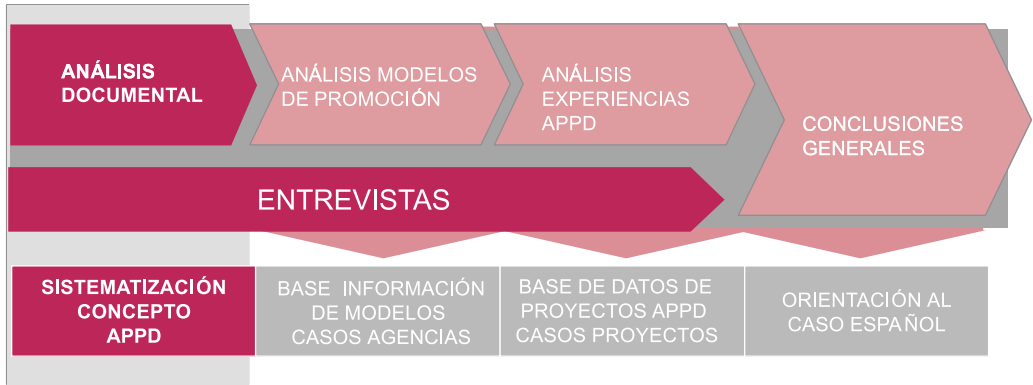 ANÁLISIS
DOCUMENTAL
ANÁLISIS MODELOS
DE PROMOCIÓN
ANÁLISIS
EXPERIENCIAS
APPD
CONCLUSIONES
GENERALES
ENTREVISTAS
SISTEMATIZACIÓN
CONCEPTO
APPD
BASE INFORMACIÓN
DE MODELOS
CASOS AGENCIAS
BASE DE DATOS DE
PROYECTOS APPD
CASOS PROYECTOS
ORIENTACIÓN AL
CASO ESPAÑOL